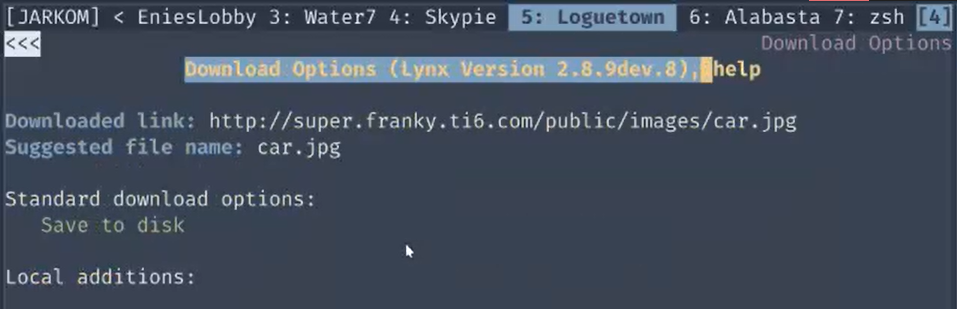 [JARKOM] < EniesLobby 3: Water7 4: Skypie 5: Loguetown 6: Alabasta 7: zsh [4]
<<< Download Options
Download Options (Lynx Version 2.8.9dev.8), help
Downloaded link: http://super.franky.ti6.com/public/images/car.jpg
Suggested file name: car.jpg
Standard download options:
Save to disk
Local additions: